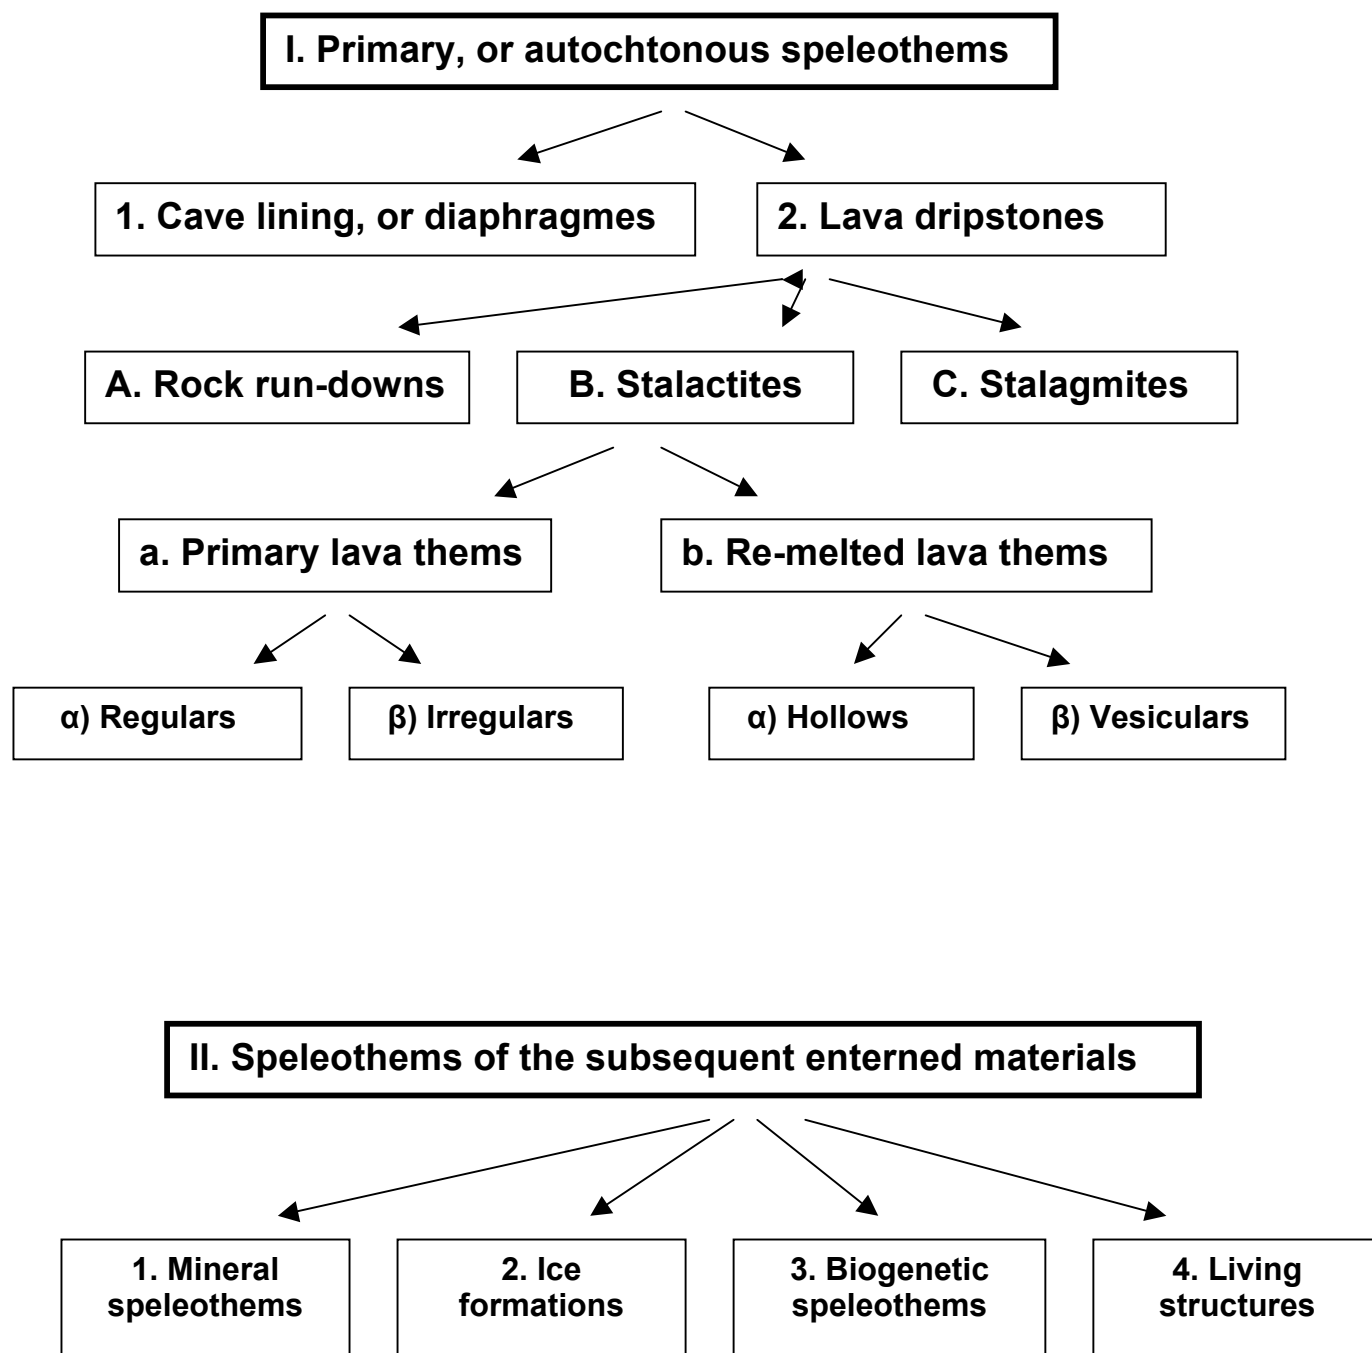 I. Primary, or autochtonous speleothems
1. Cave lining, or diaphragmes
2. Lava dripstones
A. Rock run-downs
B. Stalactites
C. Stalagmites
a. Primary lava thems
b. Re-melted lava thems
α) Regulars
β) Irregulars
α) Hollows
β) Vesiculars
II. Speleothems of the subsequent enterned materials
1. Mineral
speleothems
2. Ice
formations
3. Biogenetic
speleothems
4. Living
structures